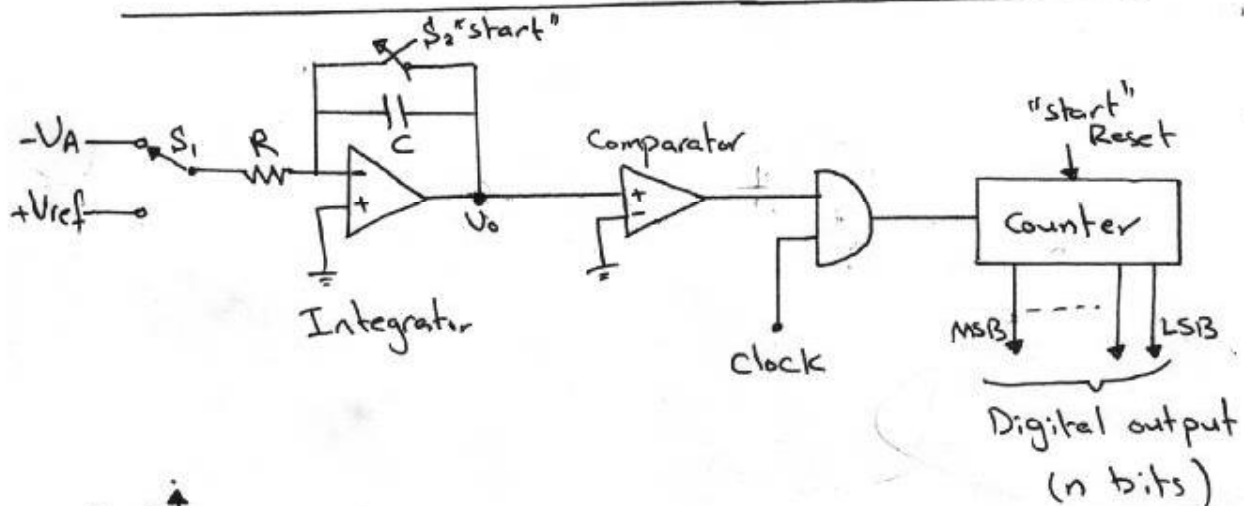 S₂ "start"
-VA
S₁
R
C
+Vref
Vo
Integrator
Comparator
Clock
"start"
Reset
Counter
MSB
LSB
Digital output
(n bits)